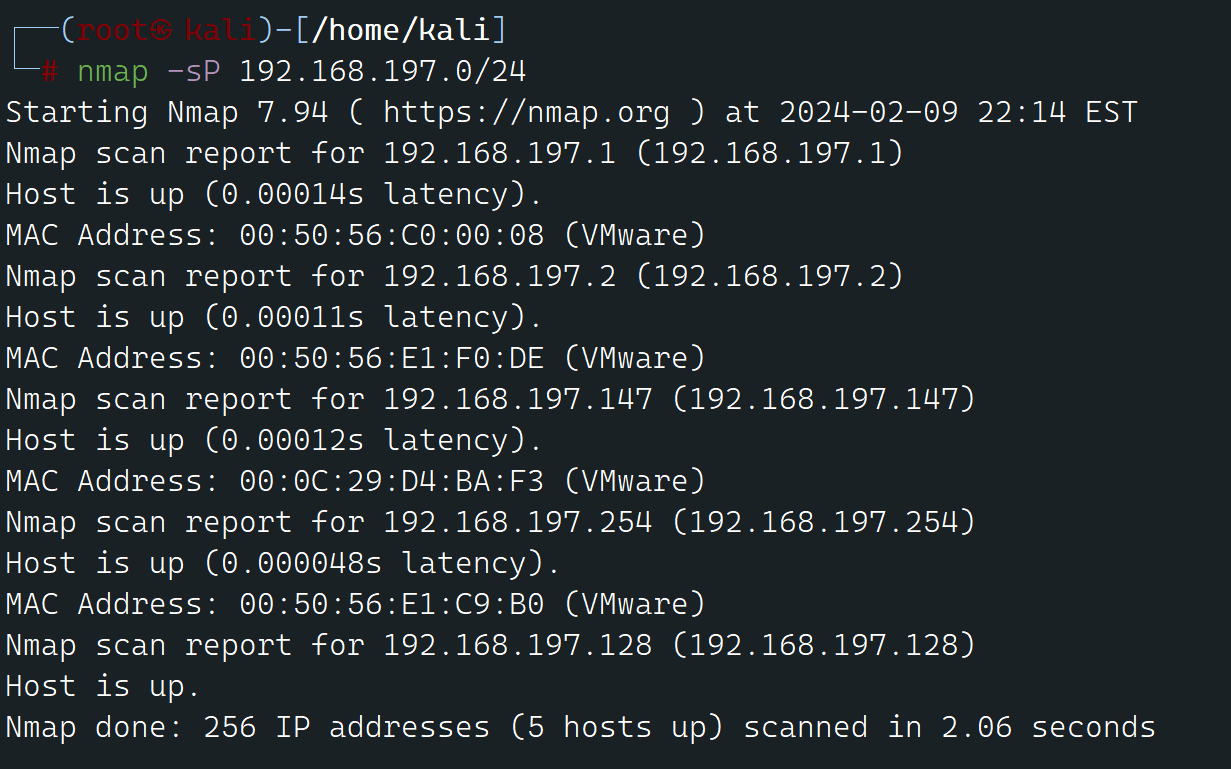 ┌──(root㉿kali)-[/home/kali]
└─# nmap -sP 192.168.197.0/24
Starting Nmap 7.94 ( https://nmap.org ) at 2024-02-09 22:14 EST
Nmap scan report for 192.168.197.1 (192.168.197.1)
Host is up (0.00014s latency).
MAC Address: 00:50:56:C0:00:08 (VMware)
Nmap scan report for 192.168.197.2 (192.168.197.2)
Host is up (0.00011s latency).
MAC Address: 00:50:56:E1:F0:DE (VMware)
Nmap scan report for 192.168.197.147 (192.168.197.147)
Host is up (0.00012s latency).
MAC Address: 00:0C:29:D4:BA:F3 (VMware)
Nmap scan report for 192.168.197.254 (192.168.197.254)
Host is up (0.000048s latency).
MAC Address: 00:50:56:E1:C9:B0 (VMware)
Nmap scan report for 192.168.197.128 (192.168.197.128)
Host is up.
Nmap done: 256 IP addresses (5 hosts up) scanned in 2.06 seconds